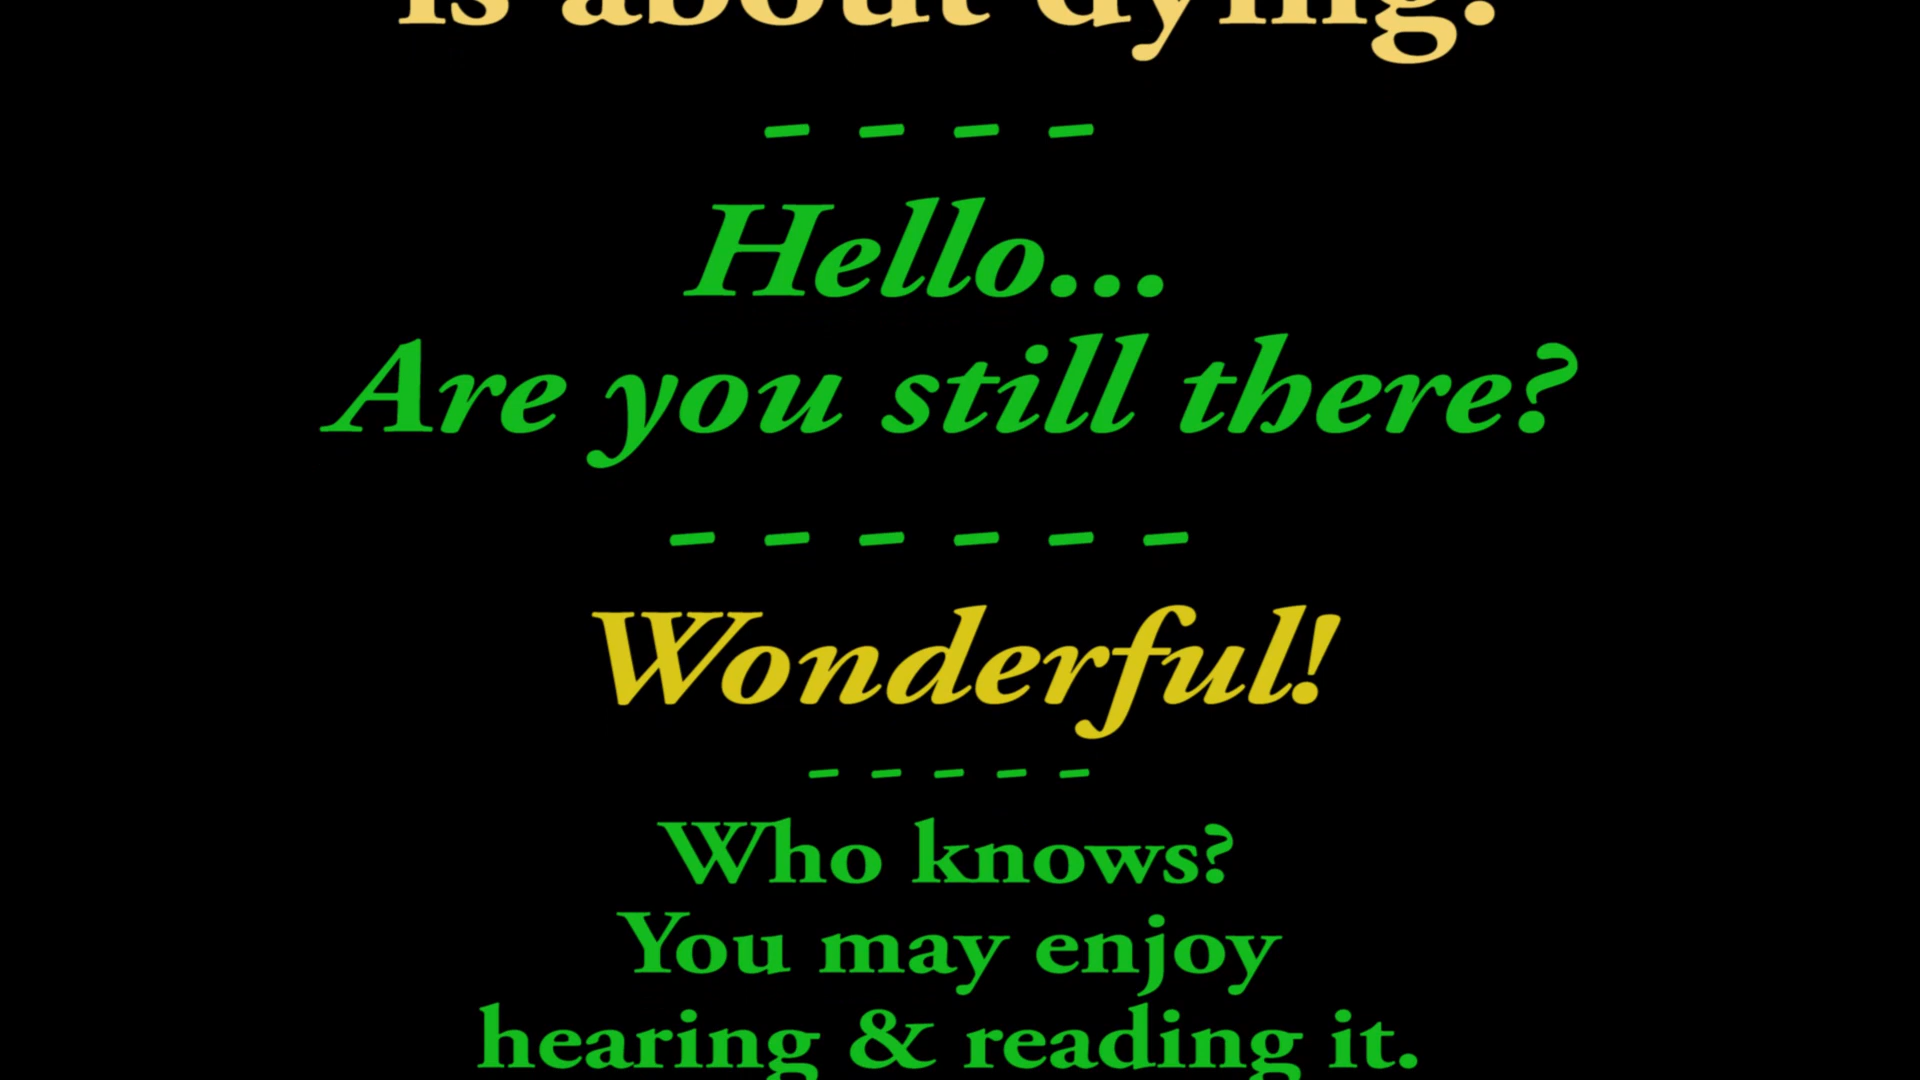 is about dying.
- - - -
Hello...
Are you still there?
- - - - - -
Wonderful!
- - - - -
Who knows?
You may enjoy
hearing & reading it.